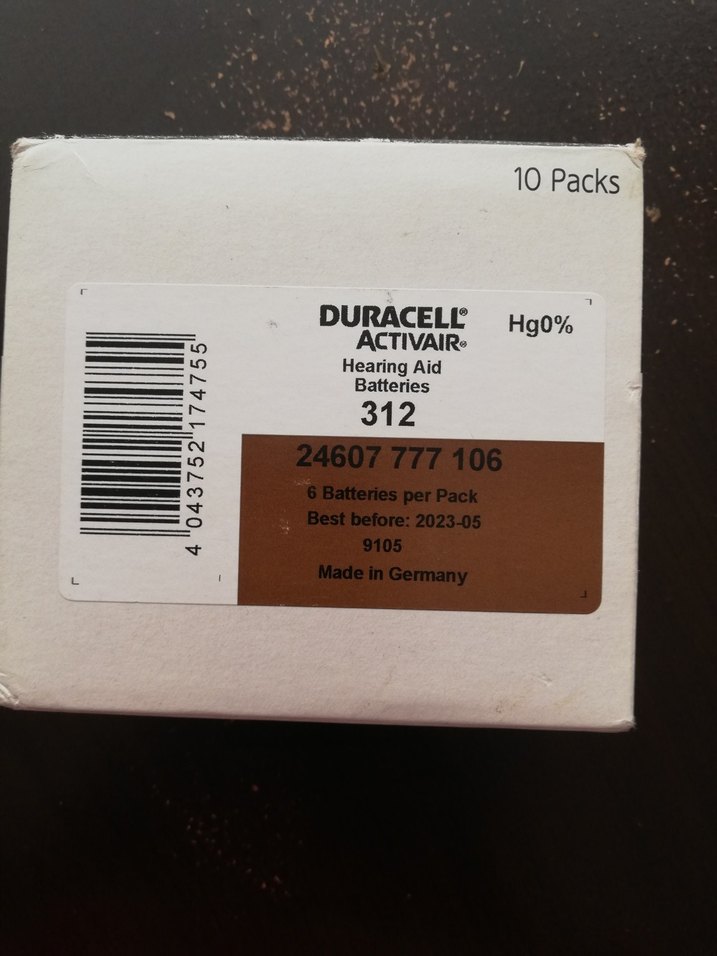 10 Packs
DURACELL®
ACTIVAIR®
Hg0%
Hearing Aid
Batteries
312
24607 777 106
6 Batteries per Pack
Best before: 2023-05
9105
Made in Germany
4 043752 174755